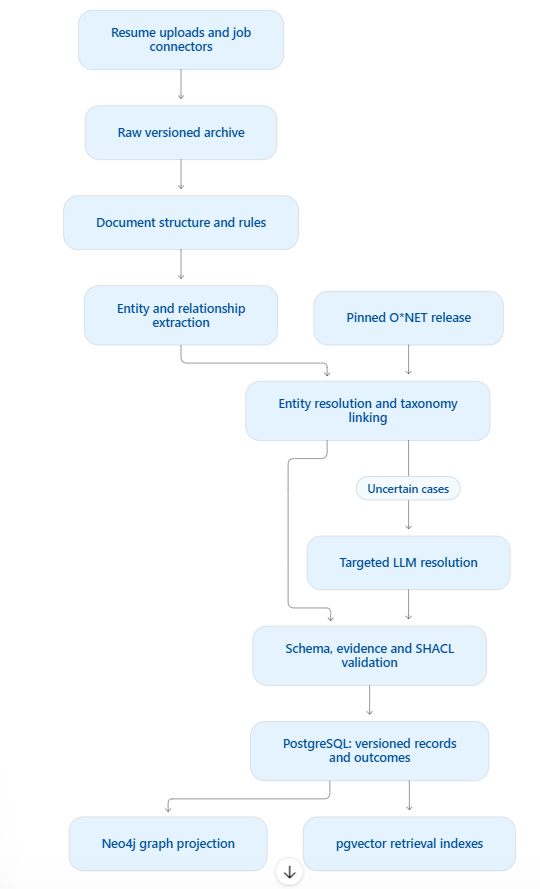 Resume uploads and job
connectors
Raw versioned archive
Document structure and rules
Entity and relationship
extraction
Pinned O*NET release
Entity resolution and taxonomy
linking
Uncertain cases
Targeted LLM resolution
Schema, evidence and SHACL
validation
PostgreSQL: versioned records
and outcomes
Neo4j graph projection
pgvector retrieval indexes